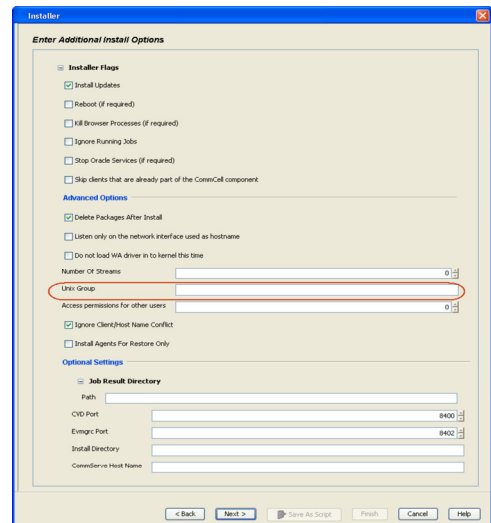 Installer
Enter Additional Install Options
Installer Flags
Install Updates
Reboot (if required)
Kill Browser Processes (if required)
Ignore Running Jobs
Stop Oracle Services (if required)
Skip clients that are already part of the CommCell component
Advanced Options
Delete Packages After Install
Listen only on the network interface used as hostname
Do not load WA driver in to kernel this time
Number Of Streams 0
Unix Group
Access permissions for other users 0
Ignore Client/Host Name Conflict
Install Agents For Restore Only
Optional Settings
Job Result Directory
Path
CVD Port 8400
Evmgrc Port 8402
Install Directory
CommServe Host Name
< Back Next > Save As Script Finish Cancel Help